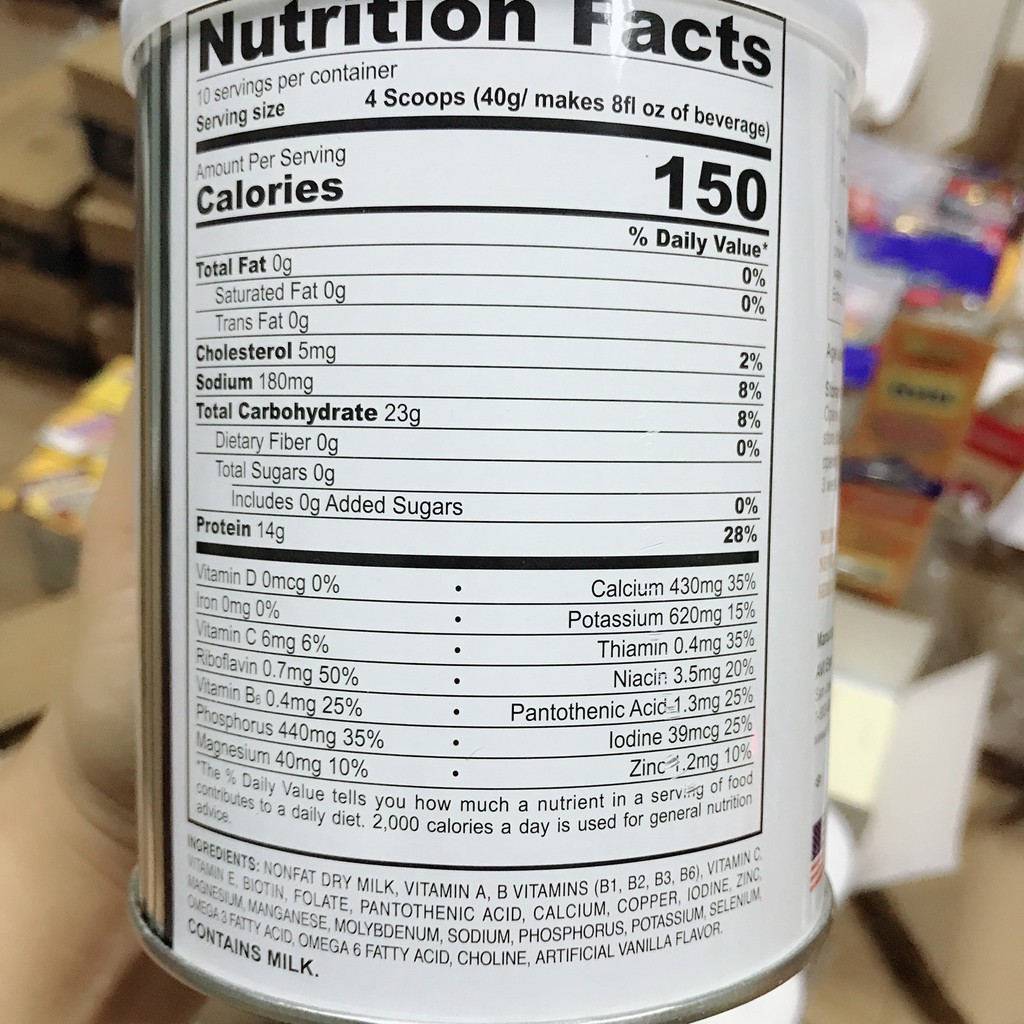 Nutrition Facts
10 servings per container
Serving size 4 Scoops (40g/ makes 8fl oz of beverage)
Amount Per Serving
Calories 150
% Daily Value*
Total Fat 0g 0%
Saturated Fat 0g 0%
Trans Fat 0g
Cholesterol 5mg 2%
Sodium 180mg 8%
Total Carbohydrate 23g 8%
Dietary Fiber 0g 0%
Total Sugars 0g
Includes 0g Added Sugars 0%
Protein 14g 28%
Vitamin D 0mcg 0% • Calcium 430mg 35%
Iron 0mg 0% • Potassium 620mg 15%
Vitamin C 6mg 6% • Thiamin 0.4mg 35%
Riboflavin 0.7mg 50% • Niacin 3.5mg 20%
Vitamin B6 0.4mg 25% • Pantothenic Acid 1.3mg 25%
Phosphorus 440mg 35% • Iodine 39mcg 25%
Magnesium 40mg 10% • Zinc 1.2mg 10%
*The % Daily Value tells you how much a nutrient in a serving of food
contributes to a daily diet. 2,000 calories a day is used for general nutrition
advice.
INGREDIENTS: NONFAT DRY MILK, VITAMIN A, B VITAMINS (B1, B2, B3, B6), VITAMIN C,
VITAMIN E, BIOTIN, FOLATE, PANTOTHENIC ACID, CALCIUM, COPPER, IODINE, ZINC,
MAGNESIUM, MANGANESE, MOLYBDENUM, SODIUM, PHOSPHORUS, POTASSIUM, SELENIUM,
OMEGA 3 FATTY ACID, OMEGA 6 FATTY ACID, CHOLINE, ARTIFICIAL VANILLA FLAVOR.
CONTAINS MILK.